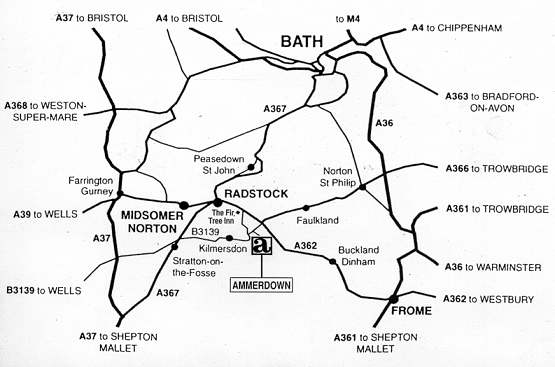 A37 to BRISTOL
A4 to BRISTOL
to M4
A4 to CHIPPENHAM
BATH
A368 to WESTON-
SUPER-MARE
A367
A363 to BRADFORD-
ON-AVON
A36
Peasedown
St John
Norton
St Philip
A366 to TROWBRIDGE
Farrington
Gurney
RADSTOCK
A39 to WELLS
MIDSOMER
NORTON
The Fir
Tree Inn
Faulkland
A361 to TROWBRIDGE
A37
B3139
Kilmersdon
a
A362
Buckland
Dinham
Stratton-on
the-Fosse
A36 to WARMINSTER
B3139 to WELLS
A367
AMMERDOWN
A362 to WESTBURY
FROME
A37 to SHEPTON
MALLET
A361 to SHEPTON
MALLET